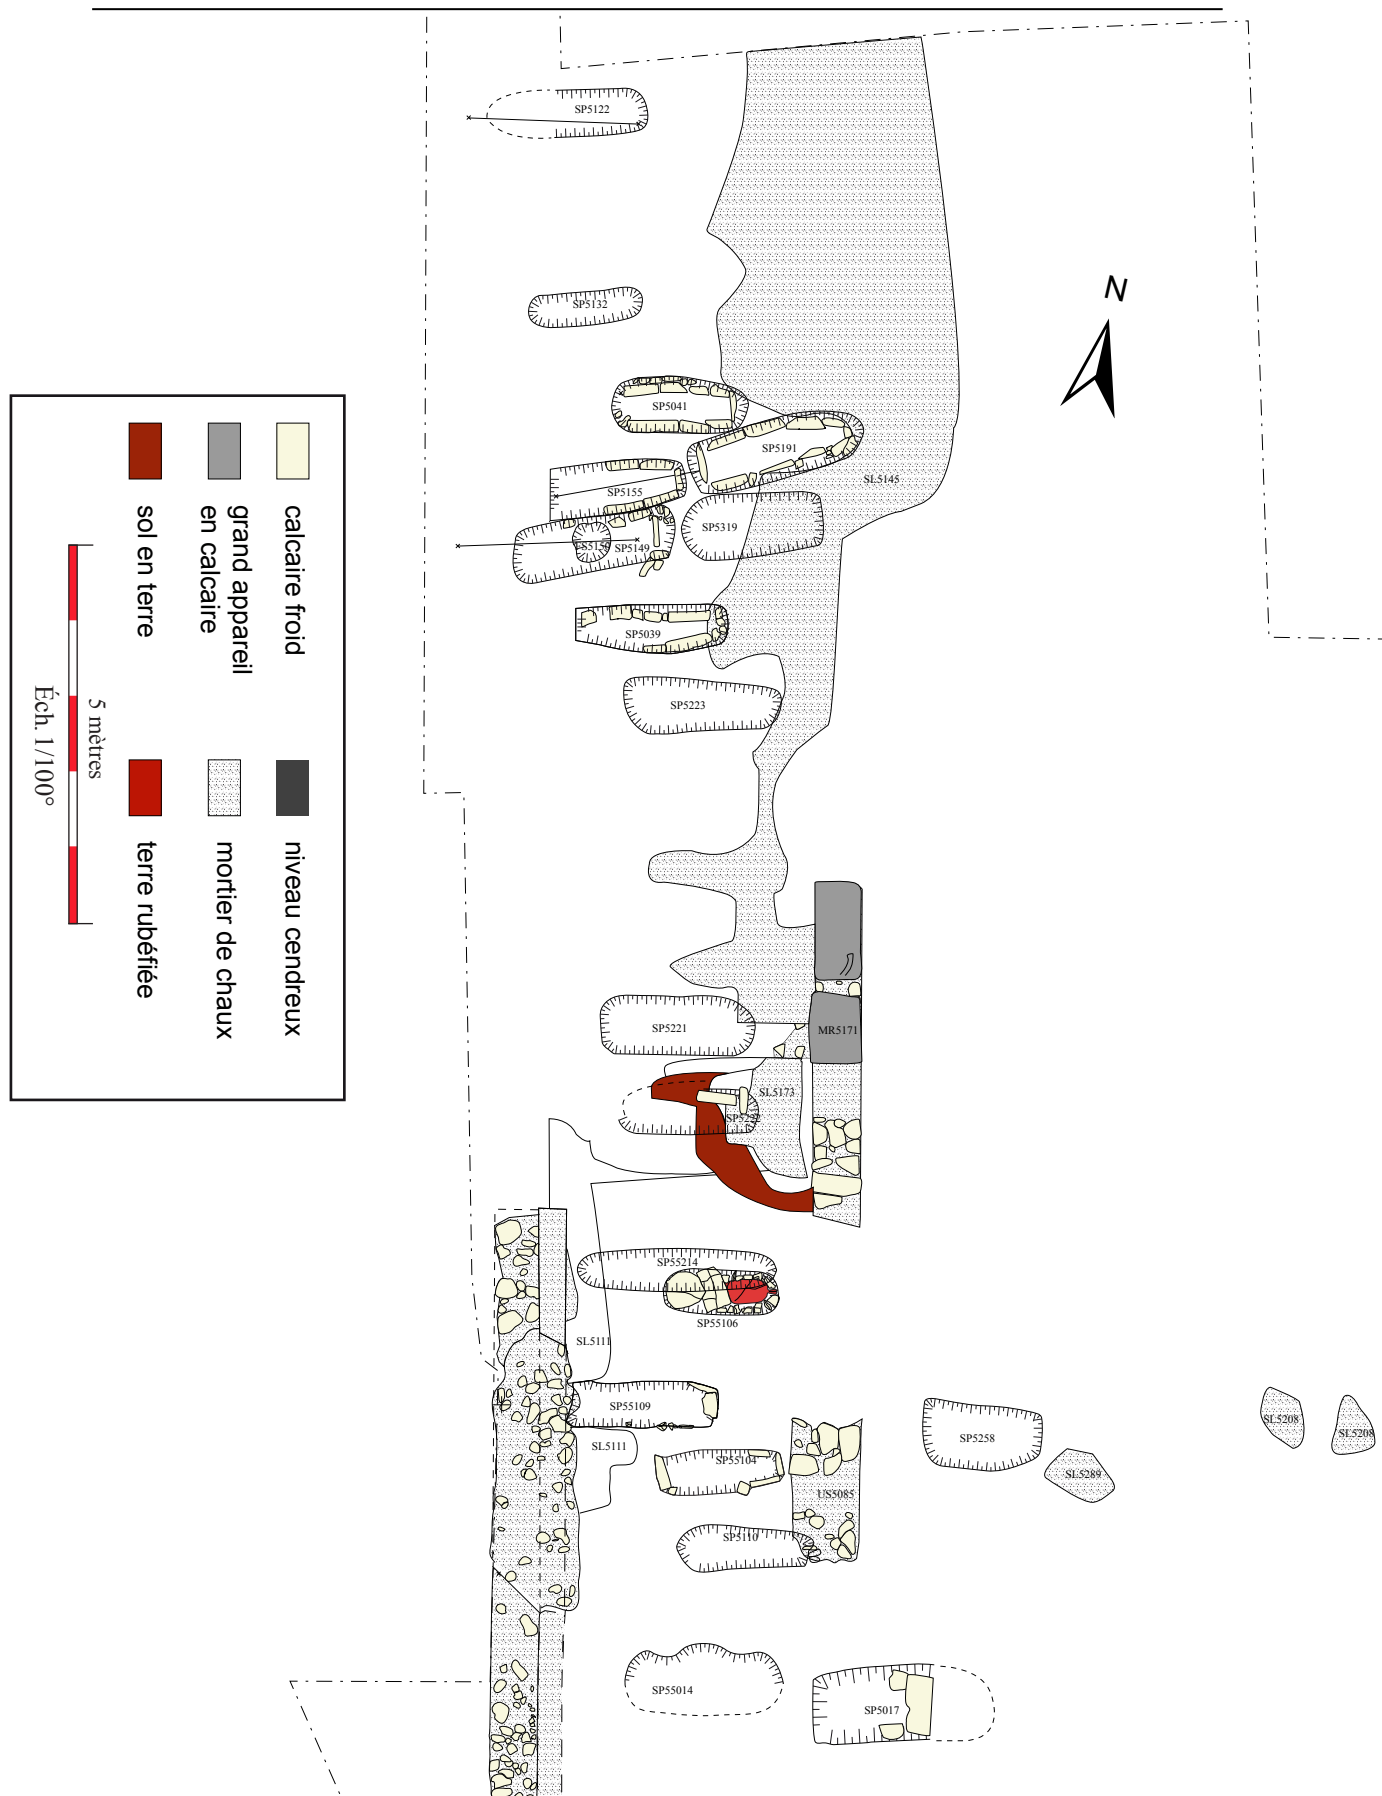 SP5122
N
SP5132
SP5041
SP5191
SL5145
SP5155
SP5319
SP5149
SP5039
SP5223
calcaire froid
grand appareil
en calcaire
sol en terre
niveau cendreux
mortier de chaux
terre rubéfiée
5 mètres
Éch. 1/100°
SP5221
MR5171
SL5173
SP5222
SP55214
SP55106
SL5111
SP55109
SL5111
SP55104
US5085
SP5110
SP5258
SL5208
SL5208
SL5289
SP55014
SP5017